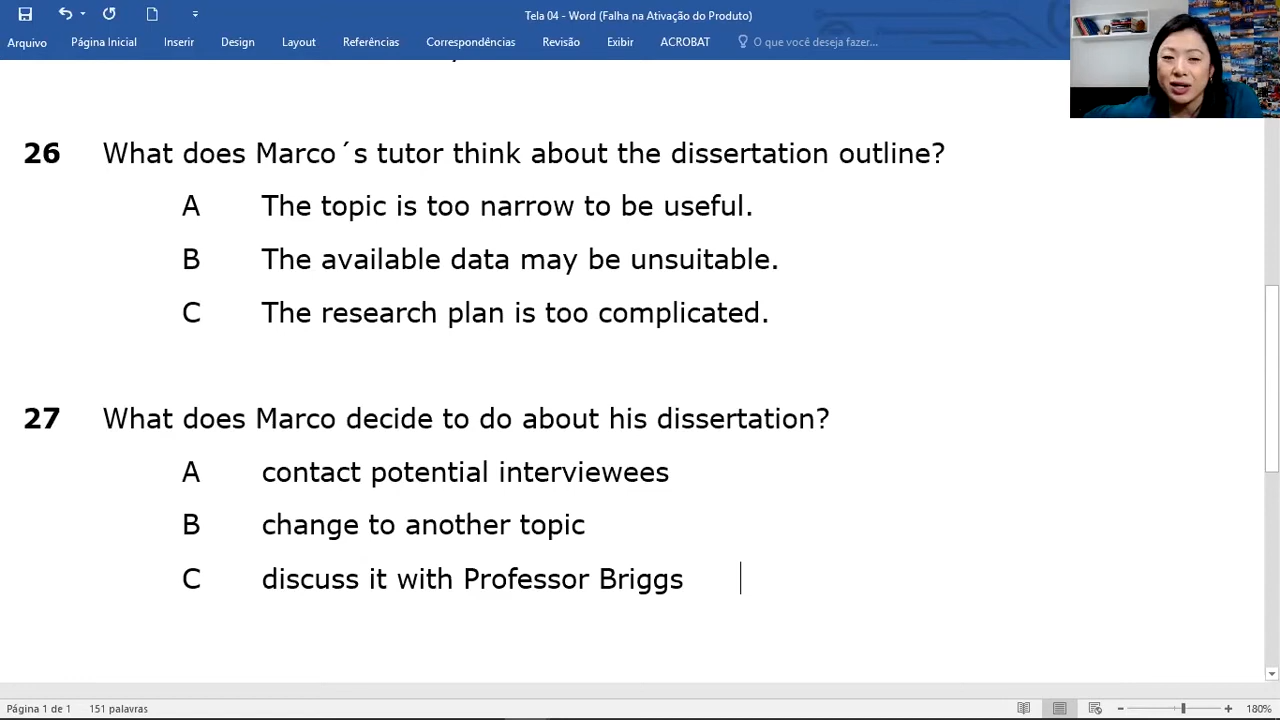 Tela 04 - Word (Falha na Ativação do Produto)
Arquivo Página Inicial Inserir Design Layout Referências Correspondências Revisão Exibir ACROBAT O que você deseja fazer...
26 What does Marco´s tutor think about the dissertation outline?
A The topic is too narrow to be useful.
B The available data may be unsuitable.
C The research plan is too complicated.
27 What does Marco decide to do about his dissertation?
A contact potential interviewees
B change to another topic
C discuss it with Professor Briggs
Página 1 de 1 151 palavras 180%